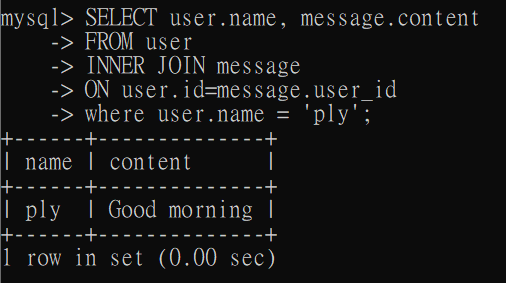 mysql> SELECT user.name, message.content
    -> FROM user
    -> INNER JOIN message
    -> ON user.id=message.user_id
    -> where user.name = 'ply';
+------+--------------+
| name | content      |
+------+--------------+
| ply  | Good morning |
+------+--------------+
1 row in set (0.00 sec)